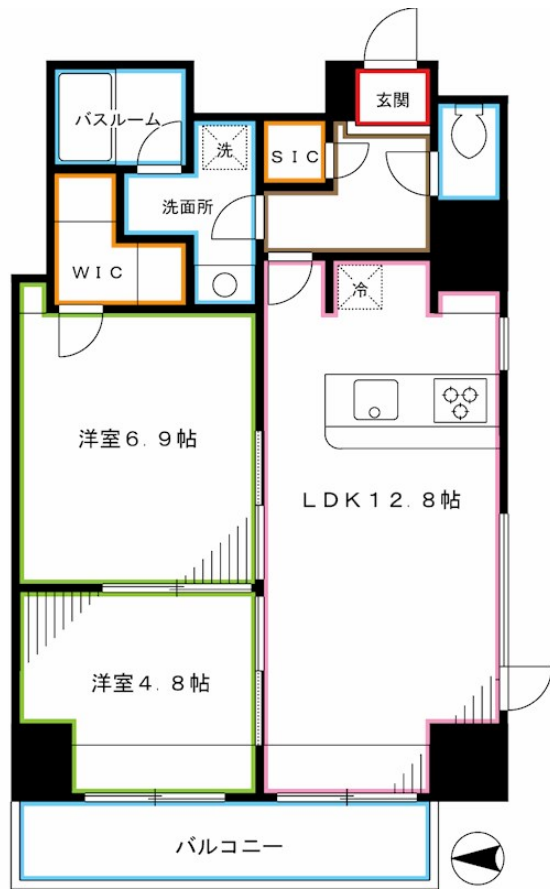 玄関
バスルーム
洗
SIC
洗面所
WIC
冷
洋室6.9帖
LDK12.8帖
洋室4.8帖
バルコニー